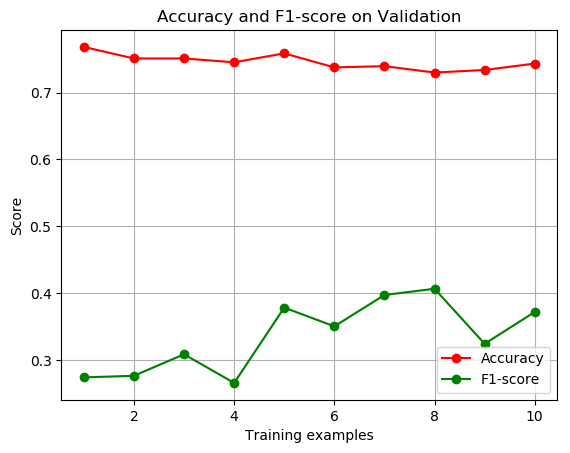 Accuracy and F1-score on Validation
Score
0.7
0.6
0.5
0.4
0.3
Accuracy
F1-score
2 4 6 8 10
Training examples